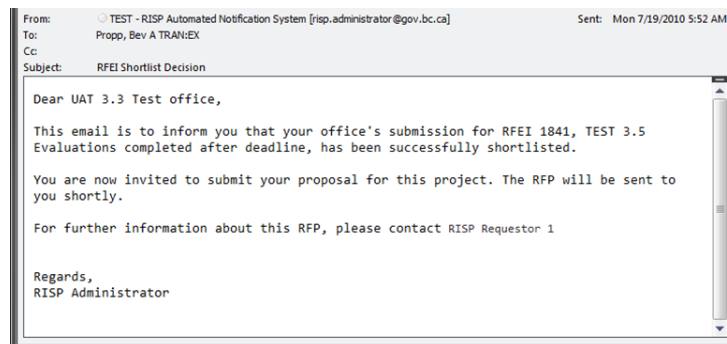 From: TEST - RISP Automated Notification System [risp.administrator@gov.bc.ca] Sent: Mon 7/19/2010 5:52 AM
To: Propp, Bev A TRAN:EX
Cc:
Subject: RFEI Shortlist Decision
Dear UAT 3.3 Test office,
This email is to inform you that your office's submission for RFEI 1841, TEST 3.5
Evaluations completed after deadline, has been successfully shortlisted.
You are now invited to submit your proposal for this project. The RFP will be sent to
you shortly.
For further information about this RFP, please contact RISP Requestor 1
Regards,
RISP Administrator